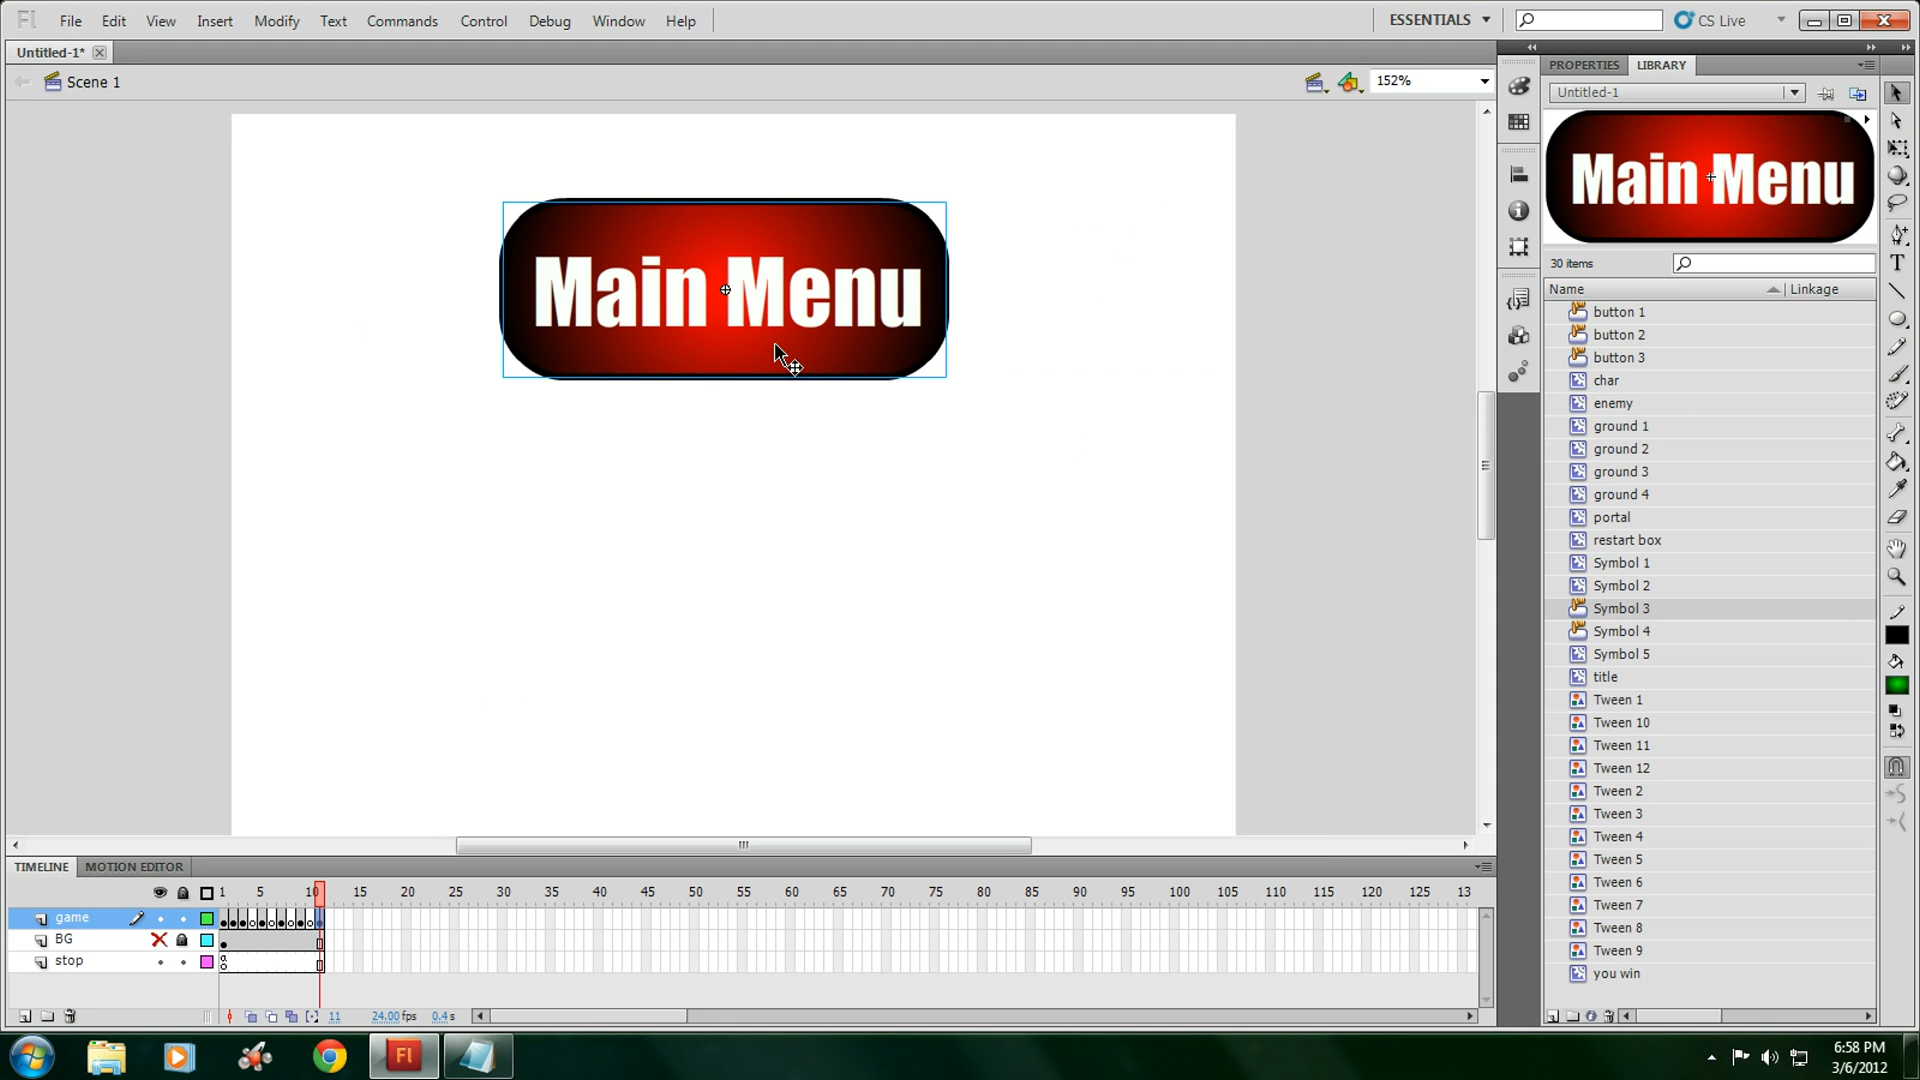 Fl File Edit View Insert Modify Text Commands Control Debug Window Help ESSENTIALS CS Live
Untitled-1*
Scene 1 152%
PROPERTIES LIBRARY
Untitled-1
Main Menu
Main Menu
30 items
Name Linkage
button 1
button 2
button 3
char
enemy
ground 1
ground 2
ground 3
ground 4
portal
restart box
Symbol 1
Symbol 2
Symbol 3
Symbol 4
Symbol 5
title
Tween 1
Tween 10
Tween 11
Tween 12
Tween 2
Tween 3
Tween 4
Tween 5
Tween 6
Tween 7
Tween 8
Tween 9
you win
TIMELINE MOTION EDITOR
1 5 10 15 20 25 30 35 40 45 50 55 60 65 70 75 80 85 90 95 100 105 110 115 120 125 13
game
BG
stop
11 24.00 fps 0.4 s
Fl
6:58 PM
3/6/2012